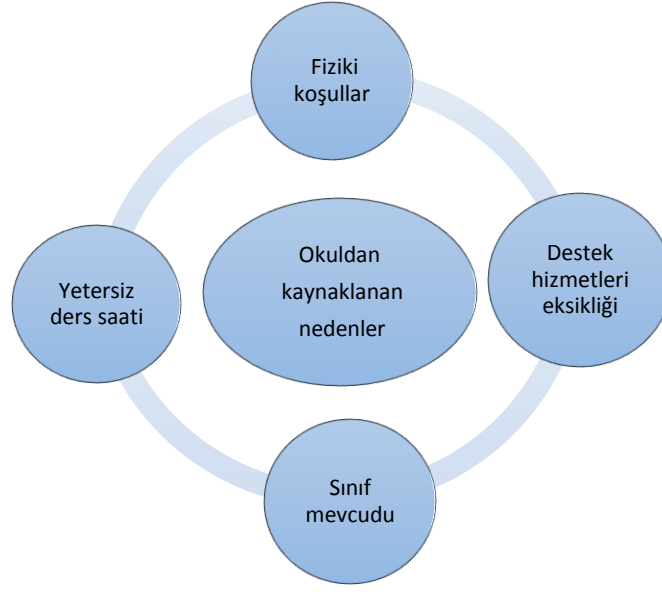 Fiziki
koşullar
Okuldan
kaynaklanan
nedenler
Destek
hizmetleri
eksikliği
Yetersiz
ders saati
Sınıf
mevcudu